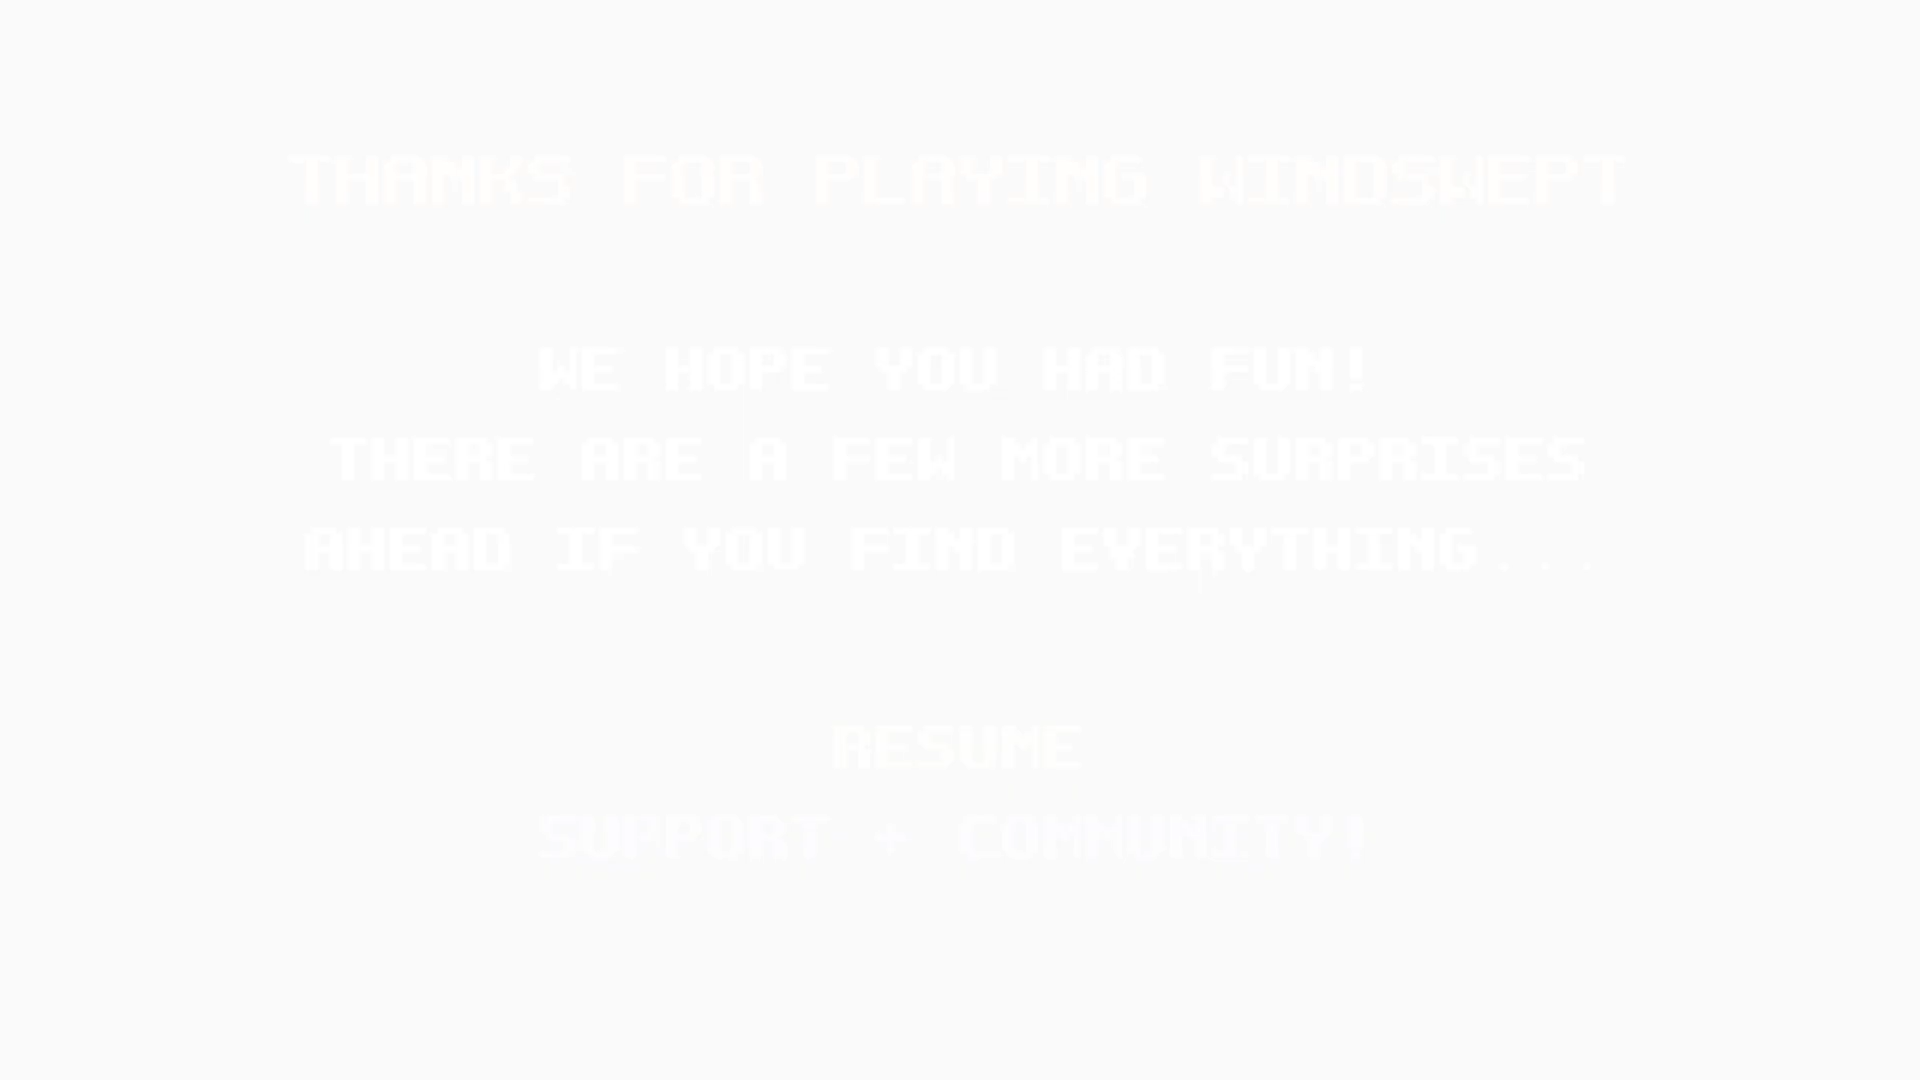 THANKS FOR PLAYING WINDSWEPT
WE HOPE YOU HAD FUN!
THERE ARE A FEW MORE SURPRISES
AHEAD IF YOU FIND EVERYTHING...
RESUME
SUPPORT + COMMUNITY!